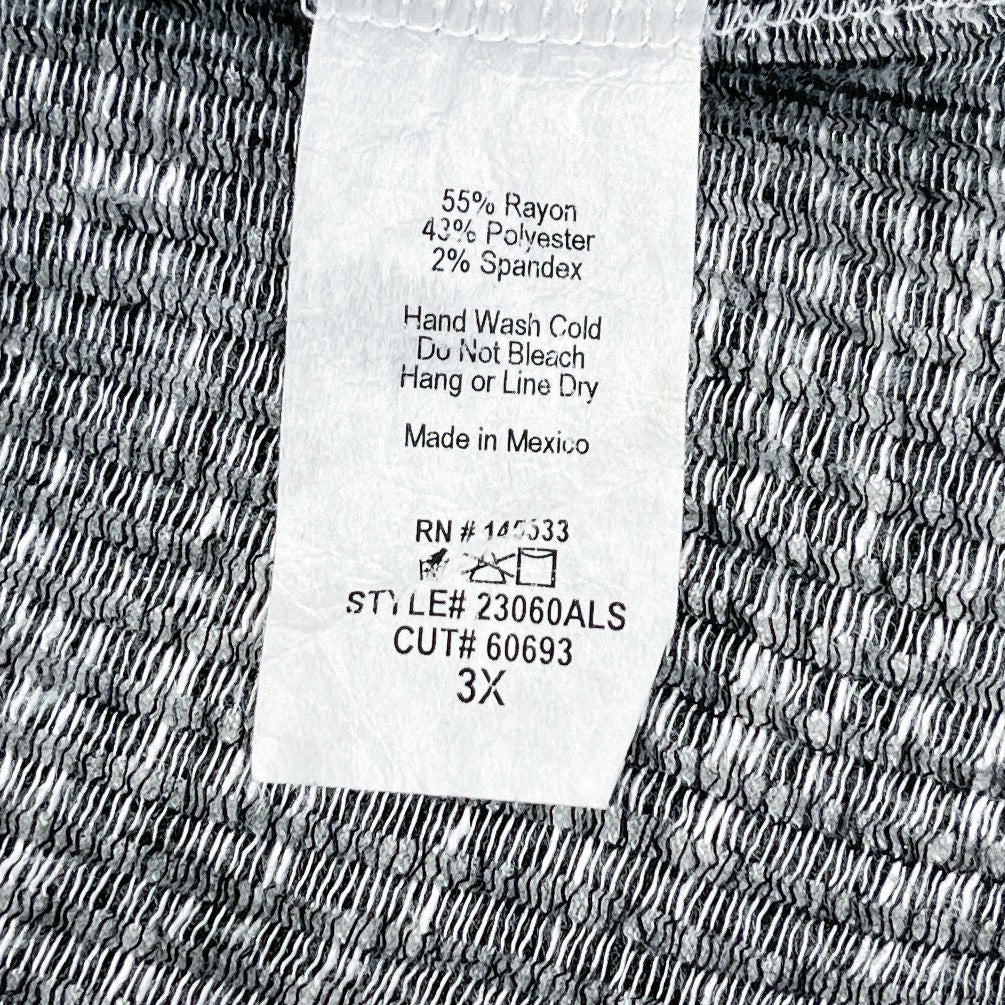 55% Rayon
43% Polyester
2% Spandex
Hand Wash Cold
Do Not Bleach
Hang or Line Dry
Made in Mexico
RN #
STYLE# 23060ALS
CUT# 60693
3X